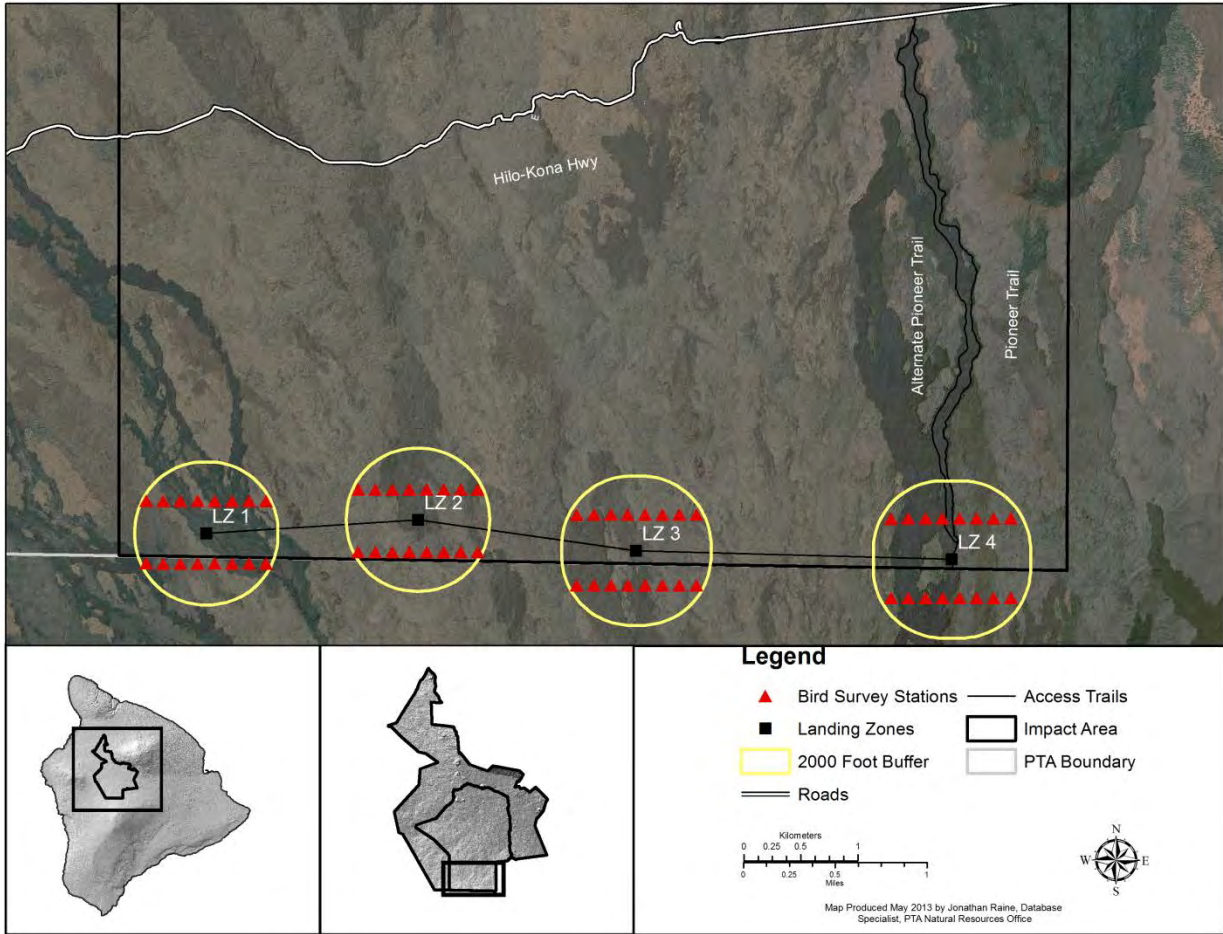 Hilo-Kona Hwy
Alternate Pioneer Trail
Pioneer Trail
LZ 1
LZ 2
LZ 3
LZ 4
Legend
Bird Survey Stations
Access Trails
Landing Zones
Impact Area
2000 Foot Buffer
PTA Boundary
Roads
Kilometers
0 0.25 0.5 1
0 0.25 0.5 1
Miles
N
W E
S
Map Produced May 2013 by Jonathan Raine, Database
Specialist, PTA Natural Resources Office